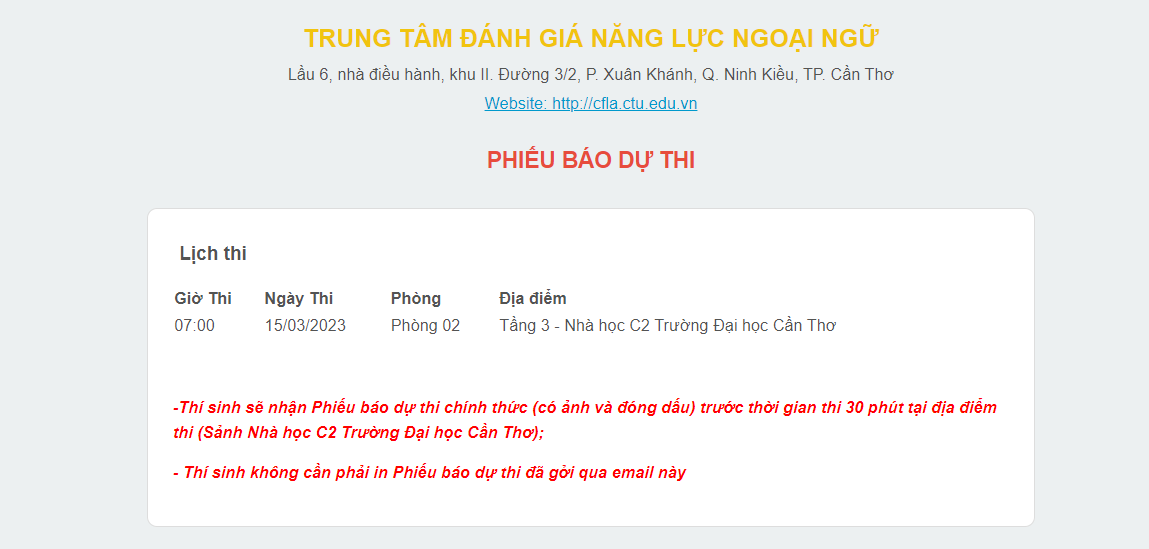 TRUNG TÂM ĐÁNH GIÁ NĂNG LỰC NGOẠI NGỮ
Lầu 6, nhà điều hành, khu II. Đường 3/2, P. Xuân Khánh, Q. Ninh Kiều, TP. Cần Thơ
Website: http://cfla.ctu.edu.vn
PHIẾU BÁO DỰ THI
Lịch thi
Giờ Thi Ngày Thi Phòng Địa điểm
07:00 15/03/2023 Phòng 02 Tầng 3 - Nhà học C2 Trường Đại học Cần Thơ
-Thí sinh sẽ nhận Phiếu báo dự thi chính thức (có ảnh và đóng dấu) trước thời gian thi 30 phút tại địa điểm
thi (Sảnh Nhà học C2 Trường Đại học Cần Thơ);
- Thí sinh không cần phải in Phiếu báo dự thi đã gởi qua email này